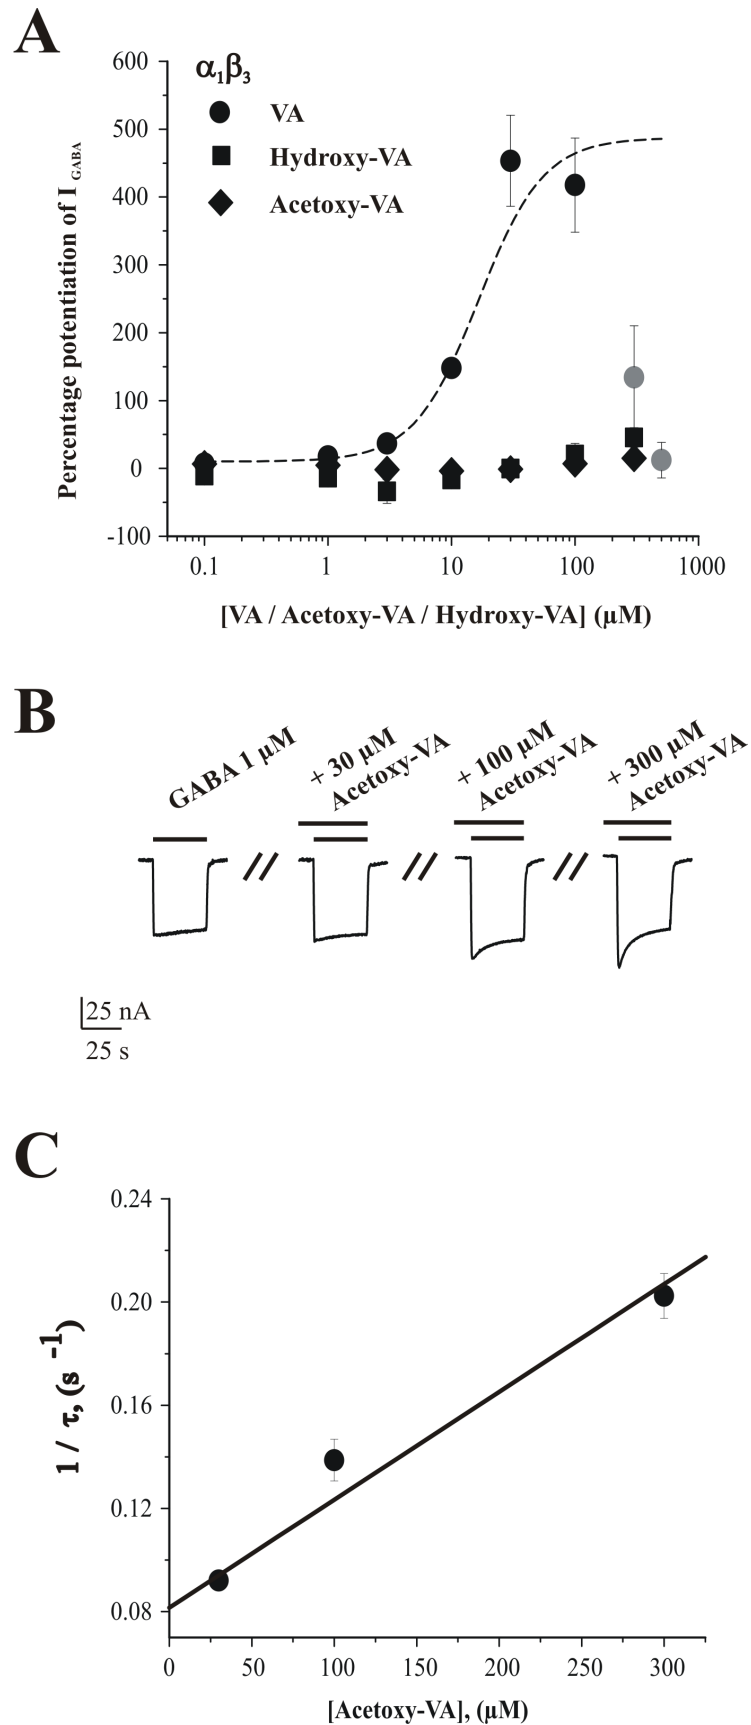 A
α1β3
VA
Hydroxy-VA
Acetoxy-VA
Percentage potentiation of I GABA
600
500
400
300
200
100
0
-100
0.1 1 10 100 1000
[VA / Acetoxy-VA / Hydroxy-VA] (µM)
B
GABA 1 µM
+ 30 µM
Acetoxy-VA
+ 100 µM
Acetoxy-VA
+ 300 µM
Acetoxy-VA
25 nA
25 s
C
1 / τ, (s -1)
0.24
0.20
0.16
0.12
0.08
0 50 100 150 200 250 300
[Acetoxy-VA], (µM)